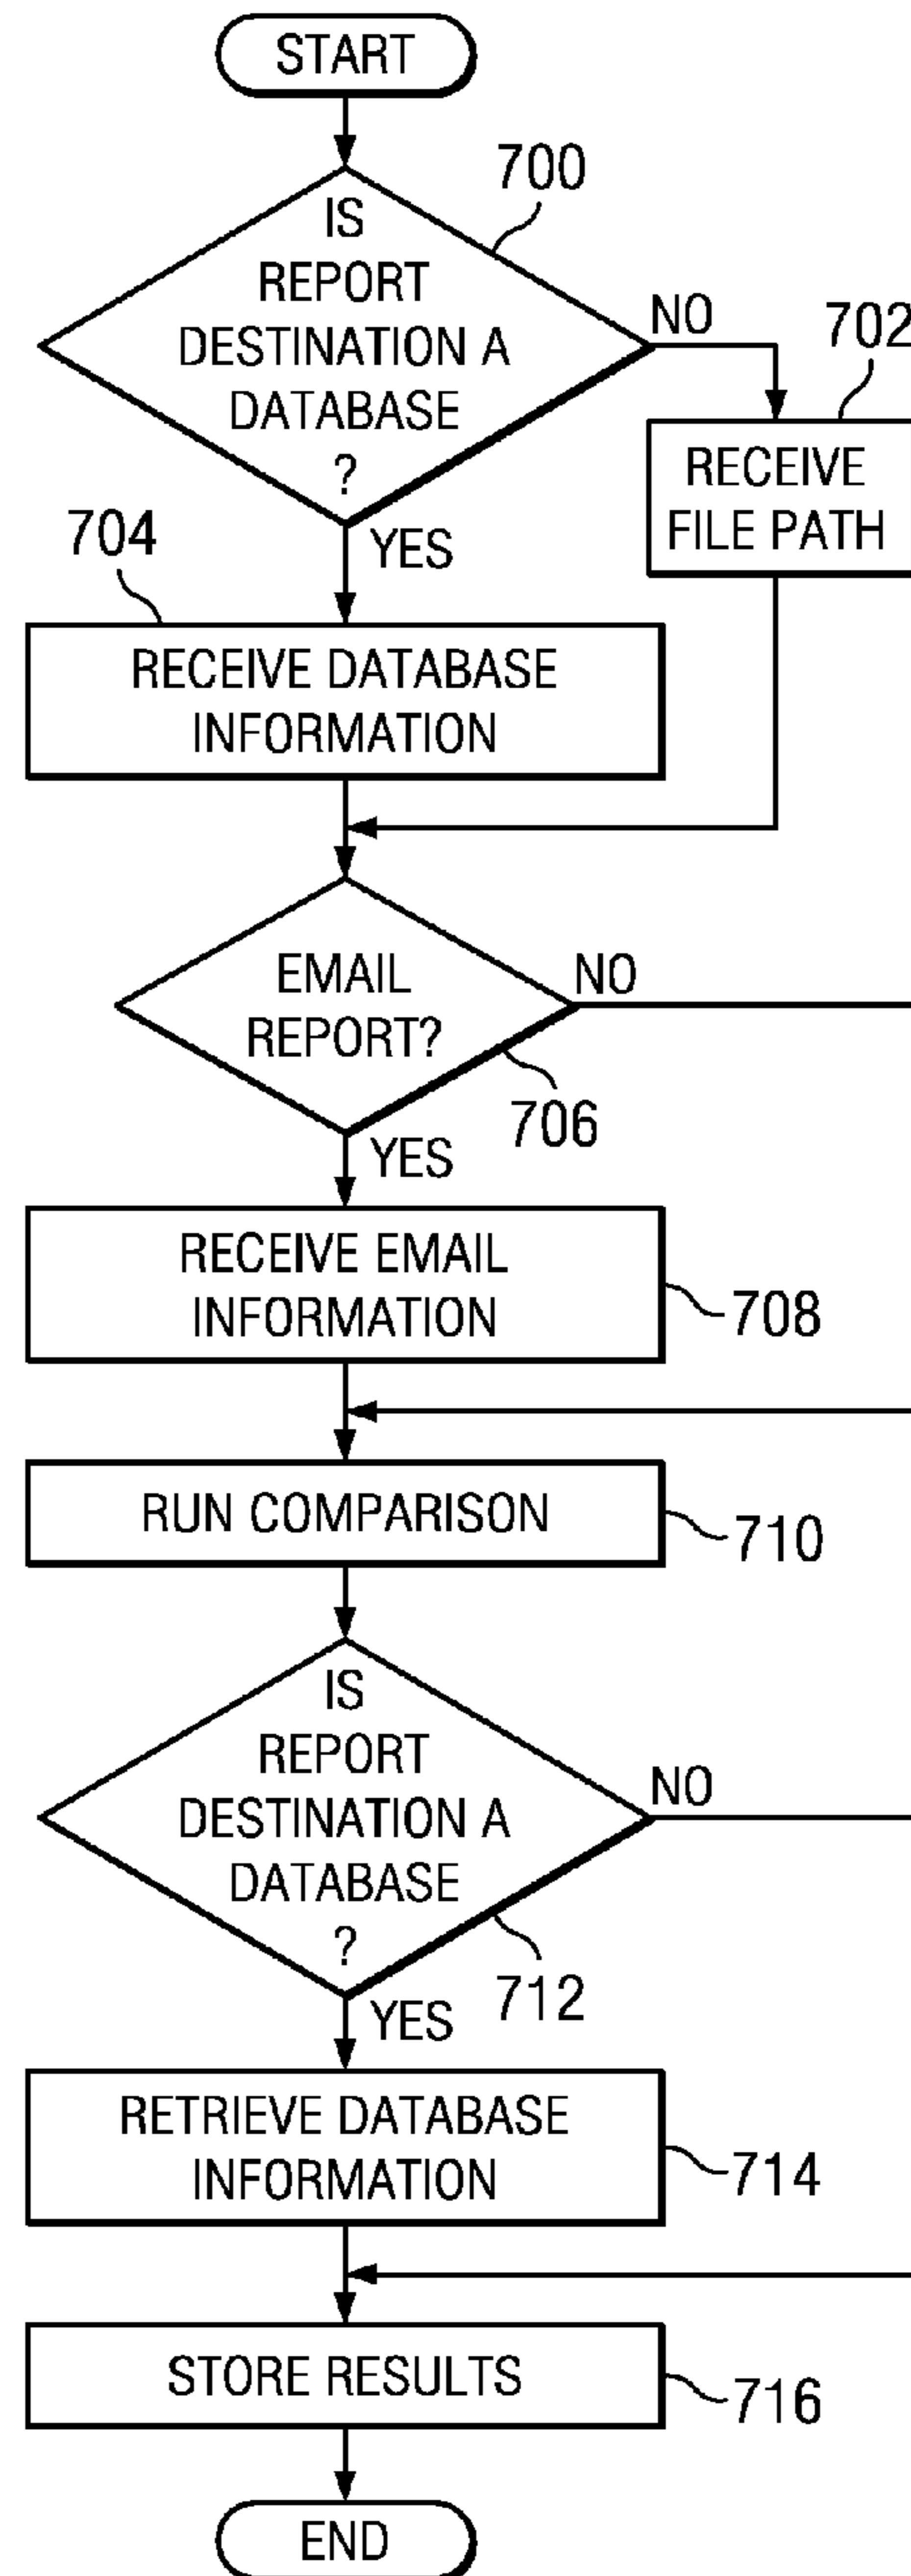 START
700
IS
REPORT
DESTINATION A
DATABASE
?
NO
702
RECEIVE
FILE PATH
YES
704
RECEIVE DATABASE
INFORMATION
EMAIL
REPORT?
NO
706
YES
RECEIVE EMAIL
INFORMATION
708
RUN COMPARISON
710
IS
REPORT
DESTINATION A
DATABASE
?
NO
712
YES
RETRIEVE DATABASE
INFORMATION
714
STORE RESULTS
716
END